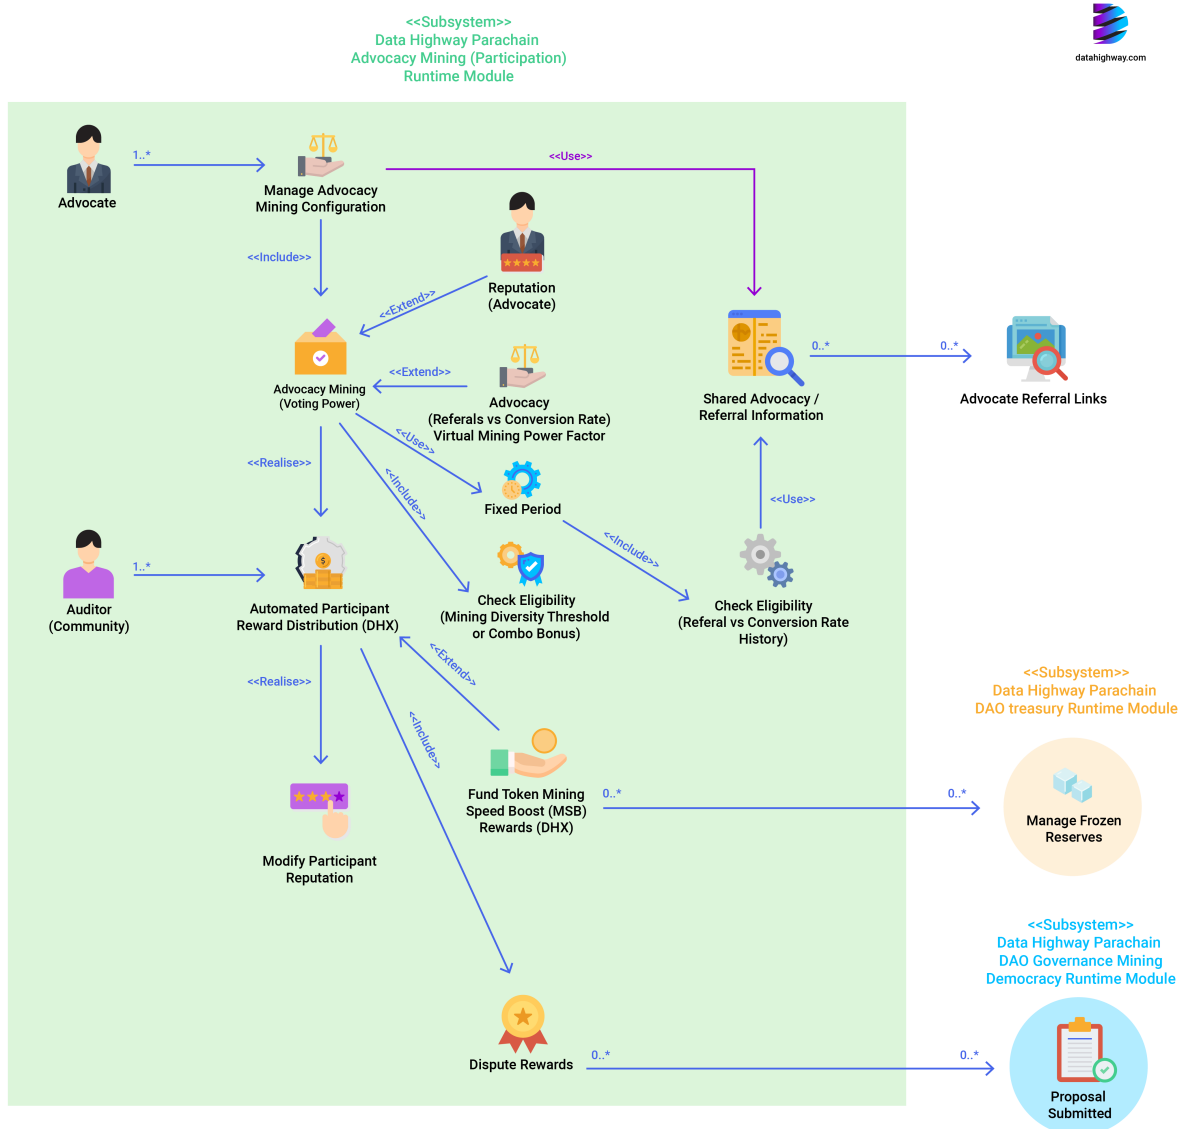 <<Subsystem>>
Data Highway Parachain
Advocacy Mining (Participation)
Runtime Module
datahighway.com
1..*
Advocate
Manage Advocacy
Mining Configuration
<<Use>>
<<Include>>
Reputation
(Advocate)
<<Extend>>
Advocacy Mining
(Voting Power)
<<Extend>>
Advocacy
(Referals vs Conversion Rate)
Virtual Mining Power Factor
Shared Advocacy /
Referral Information
0..*
0..*
Advocate Referral Links
<<Realise>>
<<Use>>
<<Include>>
Fixed Period
<<Include>>
<<Use>>
1..*
Auditor
(Community)
Automated Participant
Reward Distribution (DHX)
Check Eligibility
(Mining Diversity Threshold
or Combo Bonus)
Check Eligibility
(Referal vs Conversion Rate
History)
<<Realise>>
<<Extend>>
<<Include>>
<<Subsystem>>
Data Highway Parachain
DAO treasury Runtime Module
Fund Token Mining
Speed Boost (MSB)
Rewards (DHX)
0..*
0..*
Manage Frozen
Reserves
Modify Participant
Reputation
<<Subsystem>>
Data Highway Parachain
DAO Governance Mining
Democracy Runtime Module
Dispute Rewards
0..*
0..*
Proposal
Submitted